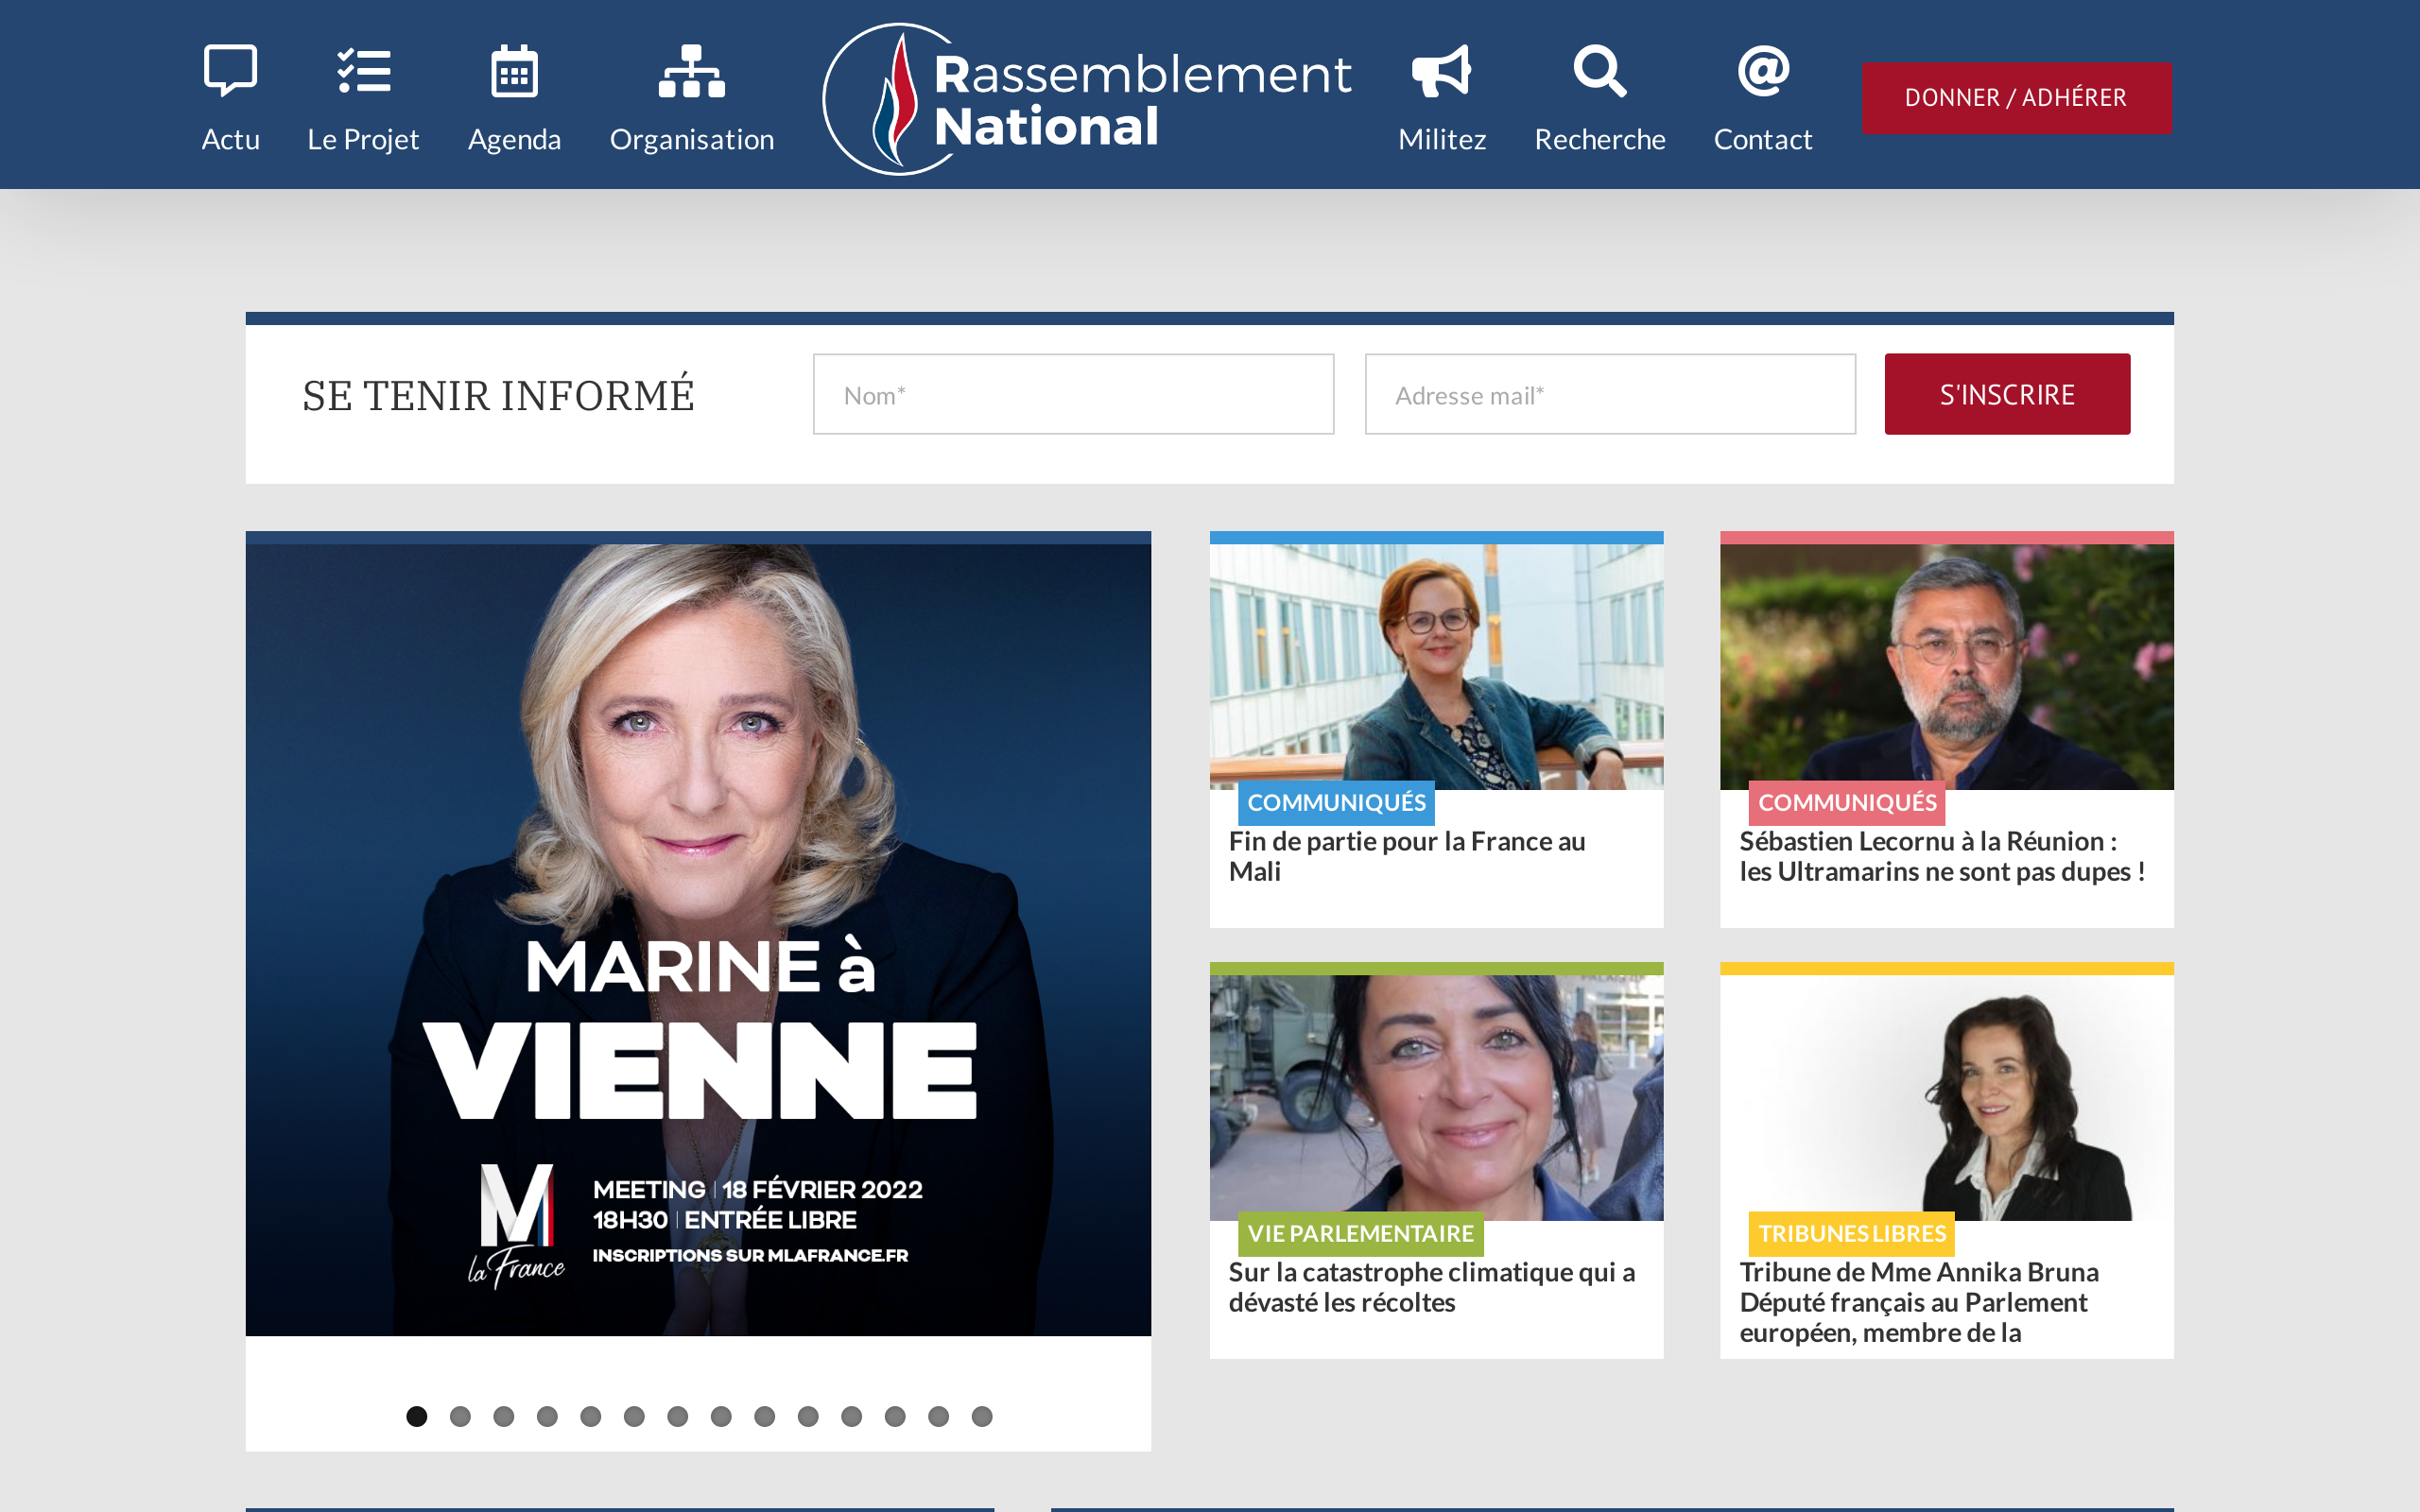 Actu
Le Projet
Agenda
Organisation
Rassemblement
National
Militez
Recherche
Contact
DONNER / ADHÉRER
SE TENIR INFORMÉ
Nom*
Adresse mail*
S'INSCRIRE
MARINE à
VIENNE
M
la France
MEETING | 18 FÉVRIER 2022
18H30 | ENTRÉE LIBRE
INSCRIPTIONS SUR MLAFRANCE.FR
COMMUNIQUÉS
Fin de partie pour la France au
Mali
COMMUNIQUÉS
Sébastien Lecornu à la Réunion :
les Ultramarins ne sont pas dupes !
VIE PARLEMENTAIRE
Sur la catastrophe climatique qui a
dévasté les récoltes
TRIBUNES LIBRES
Tribune de Mme Annika Bruna
Député français au Parlement
européen, membre de la